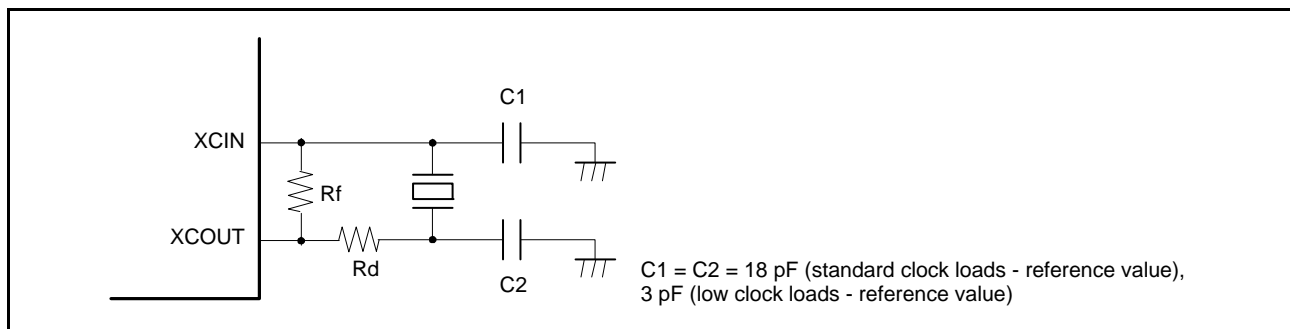 C1
XCIN
Rf
XCOUT
Rd
C2
C1 = C2 = 18 pF (standard clock loads - reference value),
3 pF (low clock loads - reference value)